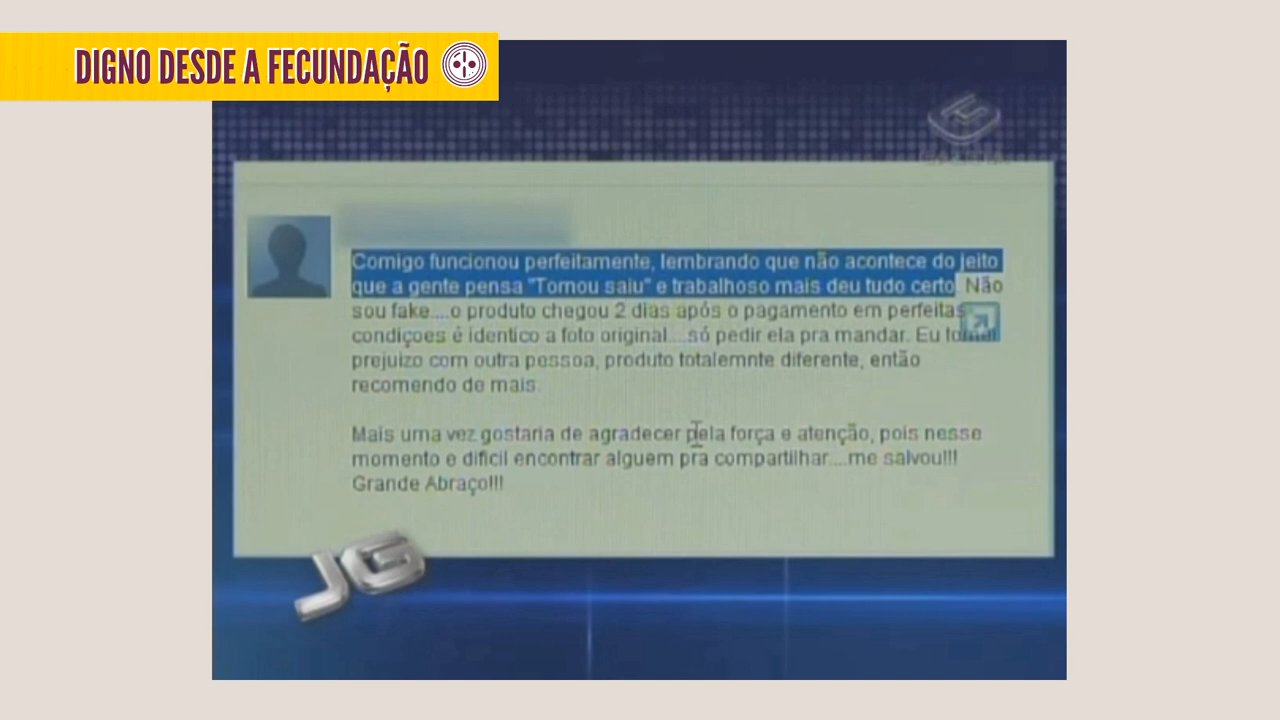 DIGNO DESDE A FECUNDAÇÃO
Comigo funcionou perfeitamente, lembrando que não acontece do jeito
que a gente pensa "Tomou saiu" e trabalhoso mais deu tudo certo. Não
sou fake....o produto chegou 2 dias após o pagamento em perfeitas
condiçoes é identico a foto original....só pedir ela pra mandar. Eu tomei
prejuizo com outra pessoa, produto totalemnte diferente, então
recomendo de mais.
Mais uma vez gostaria de agradecer pela força e atenção, pois nesse
momento e dificil encontrar alguem pra compartilhar....me salvou!!!
Grande Abraço!!!
JG